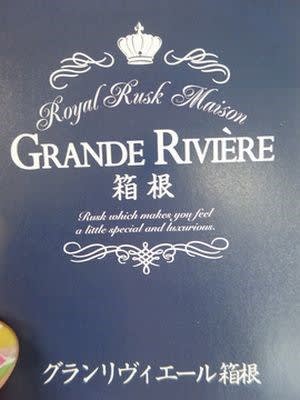 Royal Rusk Maison
GRANDE RIVIÈRE
箱根
Rusk which makes you feel
a little special and luxurious.
グランリヴィエール箱根